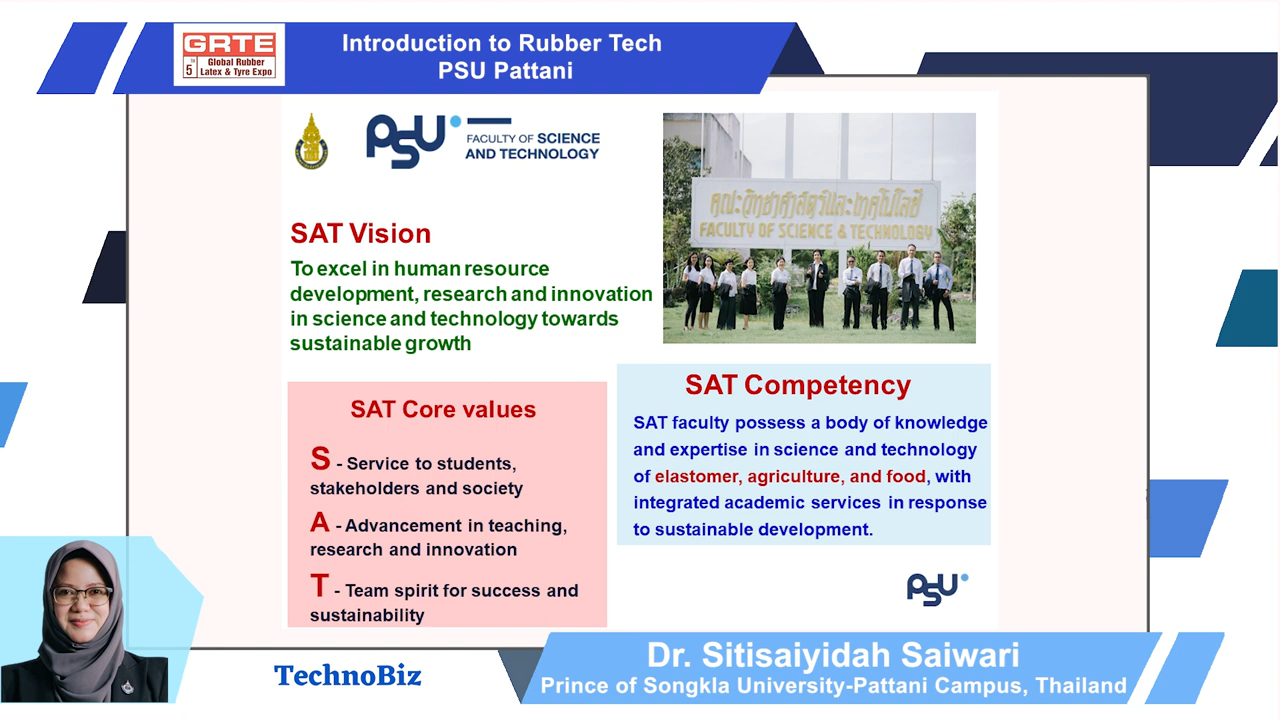 GRTE
5 to
Global Rubber
Latex & Tyre Expo
Introduction to Rubber Tech
PSU Pattani
PSU
FACULTY OF SCIENCE
AND TECHNOLOGY
คณะวิทยาศาสตร์และเทคโนโลยี
FACULTY OF SCIENCE & TECHNOLOGY
SAT Vision
To excel in human resource
development, research and innovation
in science and technology towards
sustainable growth
SAT Core values
S - Service to students,
stakeholders and society
A - Advancement in teaching,
research and innovation
T - Team spirit for success and
sustainability
SAT Competency
SAT faculty possess a body of knowledge
and expertise in science and technology
of elastomer, agriculture, and food, with
integrated academic services in response
to sustainable development.
PSU
TechnoBiz
Dr. Sitisaiyidah Saiwari
Prince of Songkla University-Pattani Campus, Thailand